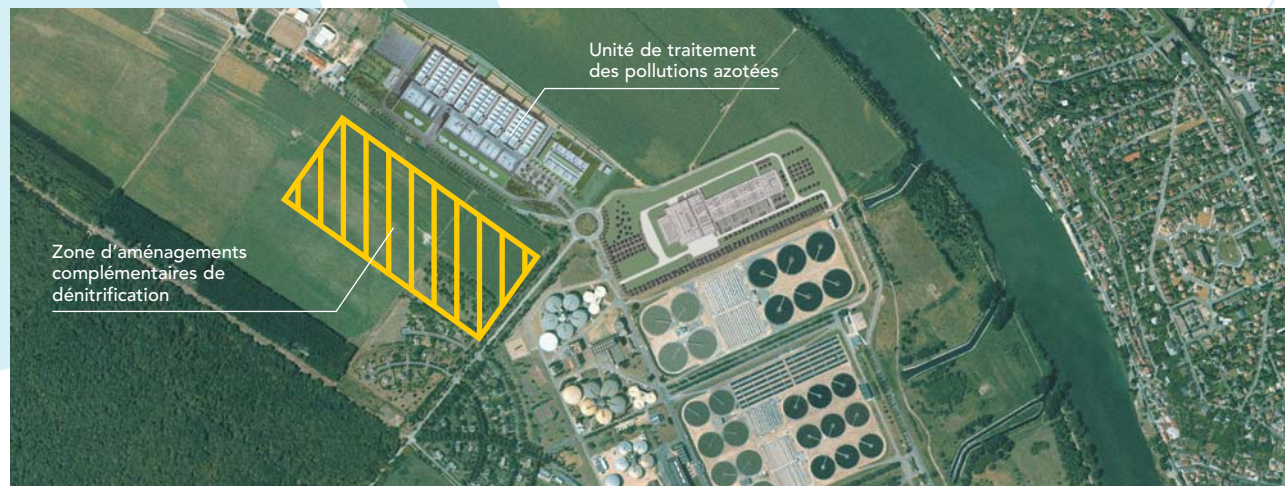 Unité de traitement
des pollutions azotées
Zone d'aménagements
complémentaires de
dénitrification